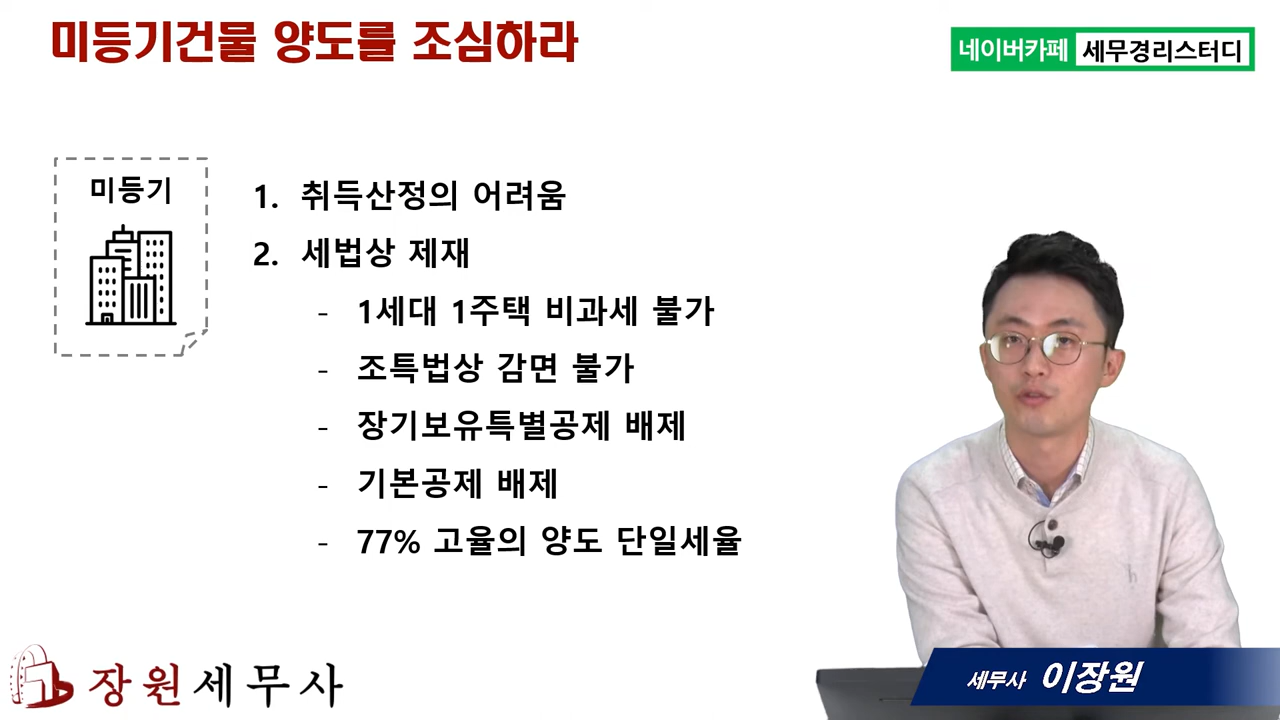 미등기건물 양도를 조심하라
네이버카페 세무경리스터디
미등기
1. 취득산정의 어려움
2. 세법상 제재
- 1세대 1주택 비과세 불가
- 조특법상 감면 불가
- 장기보유특별공제 배제
- 기본공제 배제
- 77% 고율의 양도 단일세율
장원세무사
세무사 이장원